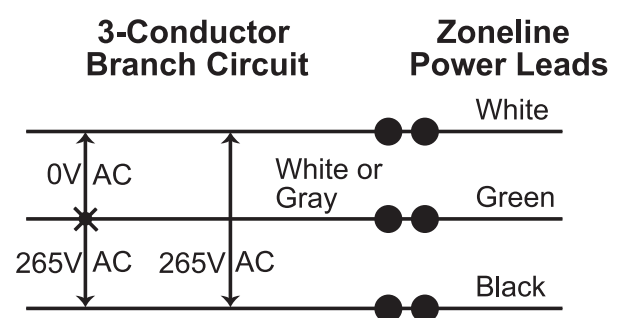 3-Conductor
Branch Circuit
Zoneline
Power Leads
White
0V AC
White or
Gray
Green
265V AC
265V AC
Black